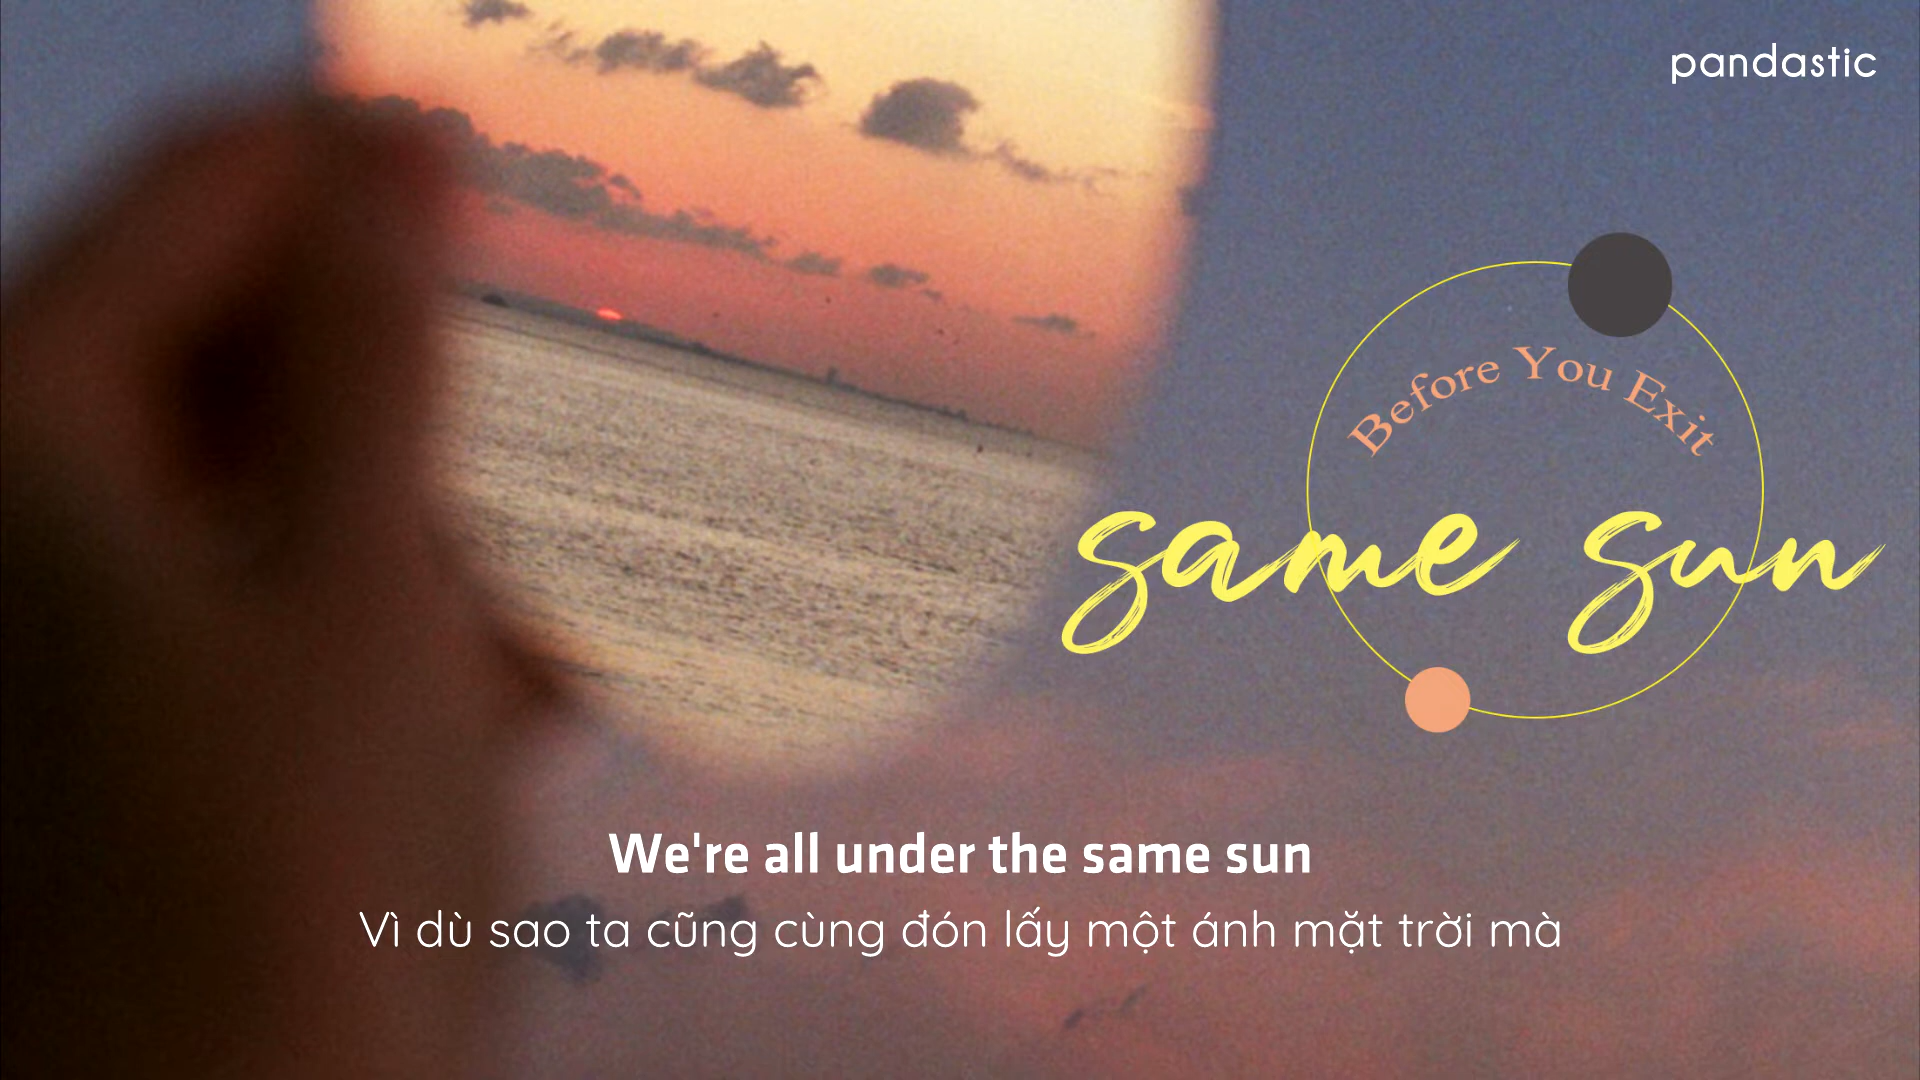 pandastic
Before You Exit
same sun
We're all under the same sun
Vì dù sao ta cũng cùng đón lấy một ánh mặt trời mà